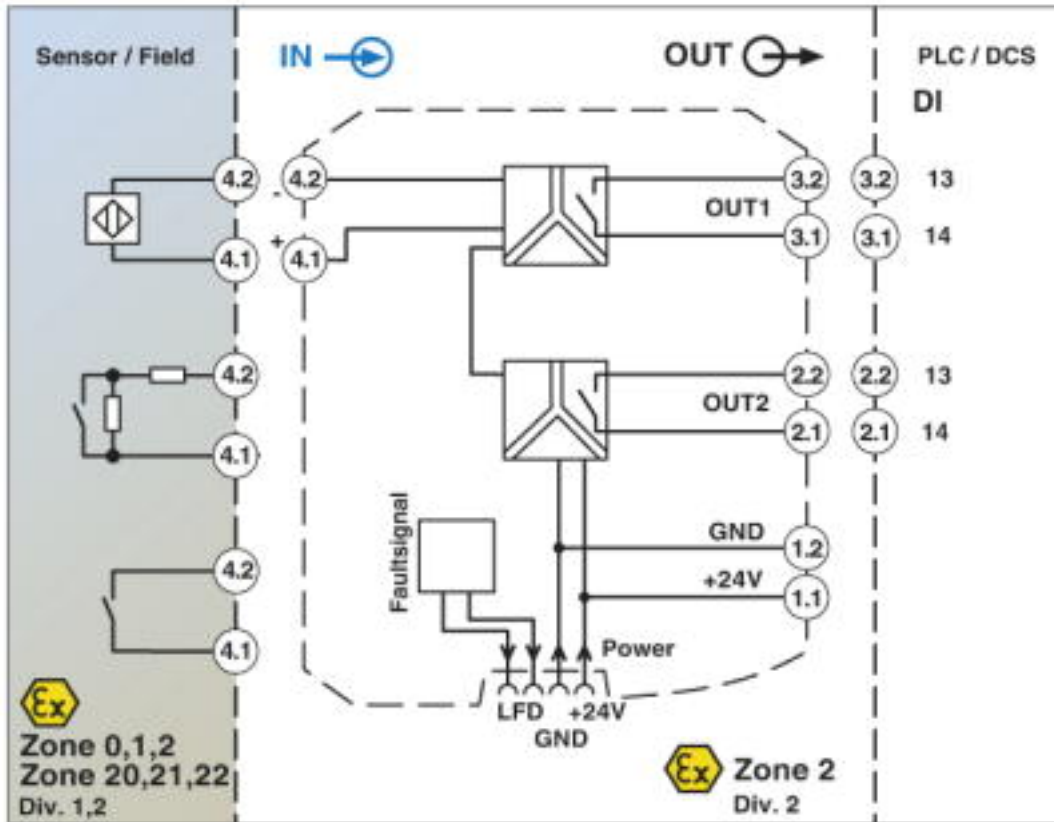 Sensor / Field
IN
OUT
PLC / DCS
DI
4.2
-
4.2
3.2
3.2
13
OUT1
4.1
+
4.1
3.1
3.1
14
4.2
2.2
2.2
13
OUT2
4.1
2.1
2.1
14
Faultsignal
GND
1.2
4.2
+24V
1.1
4.1
Power
LFD
+24V
GND
Ex
Zone 0,1,2
Zone 20,21,22
Div. 1,2
Ex
Zone 2
Div. 2